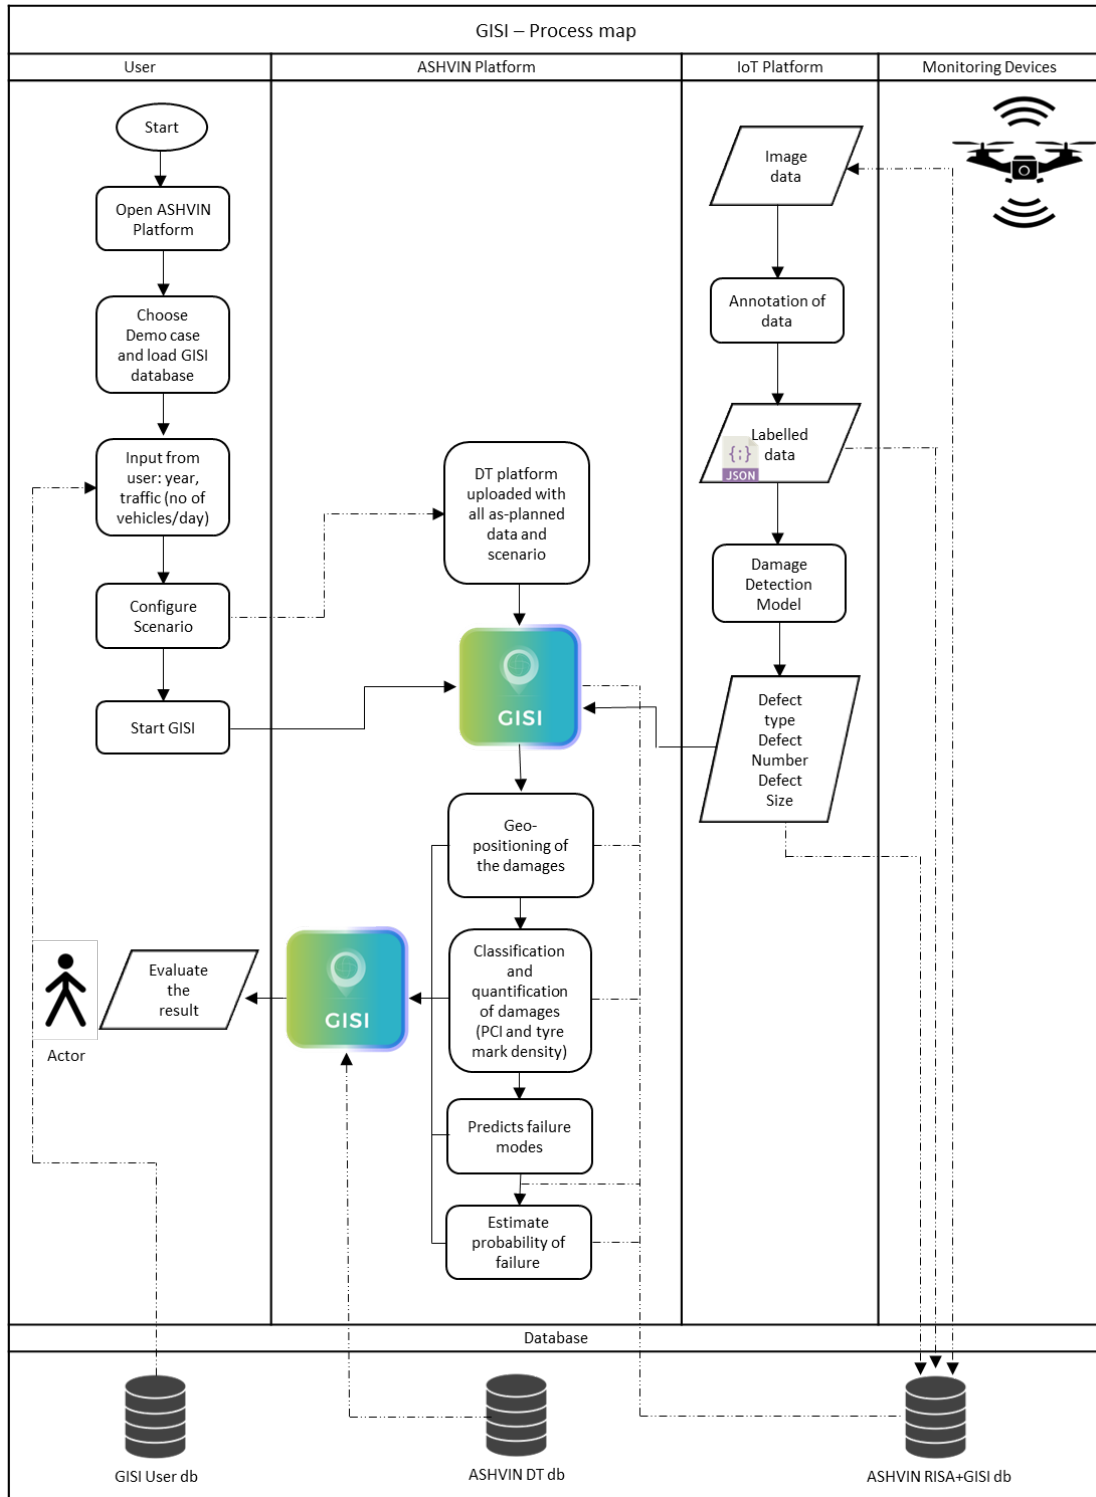 GISI – Process map
User
ASHVIN Platform
IoT Platform
Monitoring Devices
Start
Open ASHVIN
Platform
Choose
Demo case
and load GISI
database
Input from
user: year,
traffic (no of
vehicles/day)
Configure
Scenario
Start GISI
Evaluate
the
result
Actor
DT platform
uploaded with
all as-planned
data and
scenario
GISI
Geo-
positioning of
the damages
Classification
and
quantification
of damages
(PCI and tyre
mark density)
GISI
Predicts failure
modes
Estimate
probability of
failure
Image
data
Annotation of
data
Labelled
data
{;}
JSON
Damage
Detection
Model
Defect
type
Defect
Number
Defect
Size
Database
GISI User db
ASHVIN DT db
ASHVIN RISA+GISI db